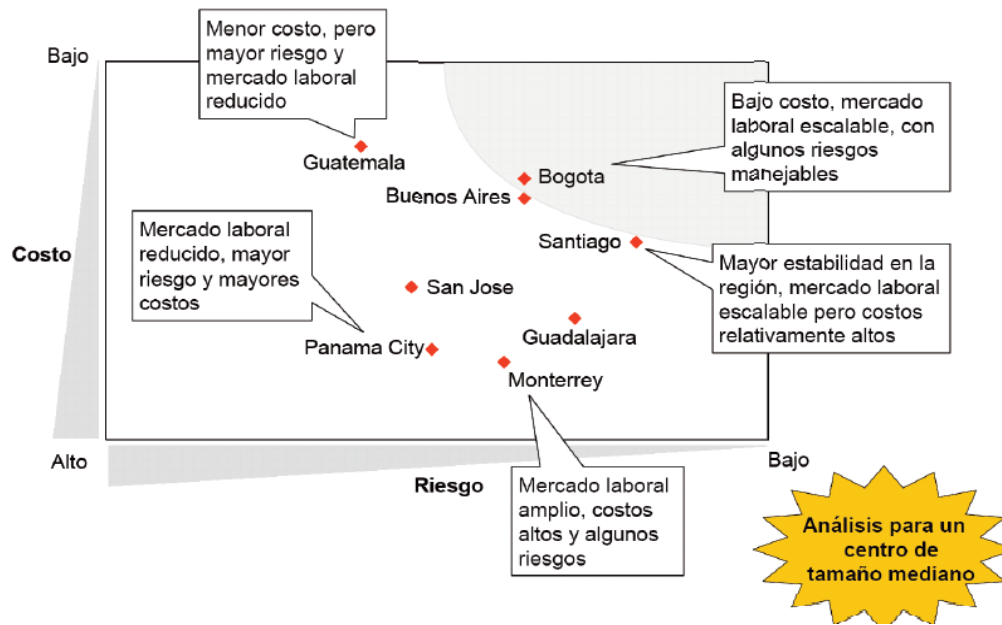 Menor costo, pero
mayor riesgo y
mercado laboral
reducido
Bajo
Bajo costo, mercado
laboral escalable, con
algunos riesgos
manejables
Guatemala
Bogota
Buenos Aires
Mercado laboral
reducido, mayor
riesgo y mayores
costos
Costo
Santiago
Mayor estabilidad en la
región, mercado laboral
escalable pero costos
relativamente altos
San Jose
Guadalajara
Panama City
Monterrey
Alto
Bajo
Riesgo
Mercado laboral
amplio, costos
altos y algunos
riesgos
Análisis para un
centro de
tamaño mediano